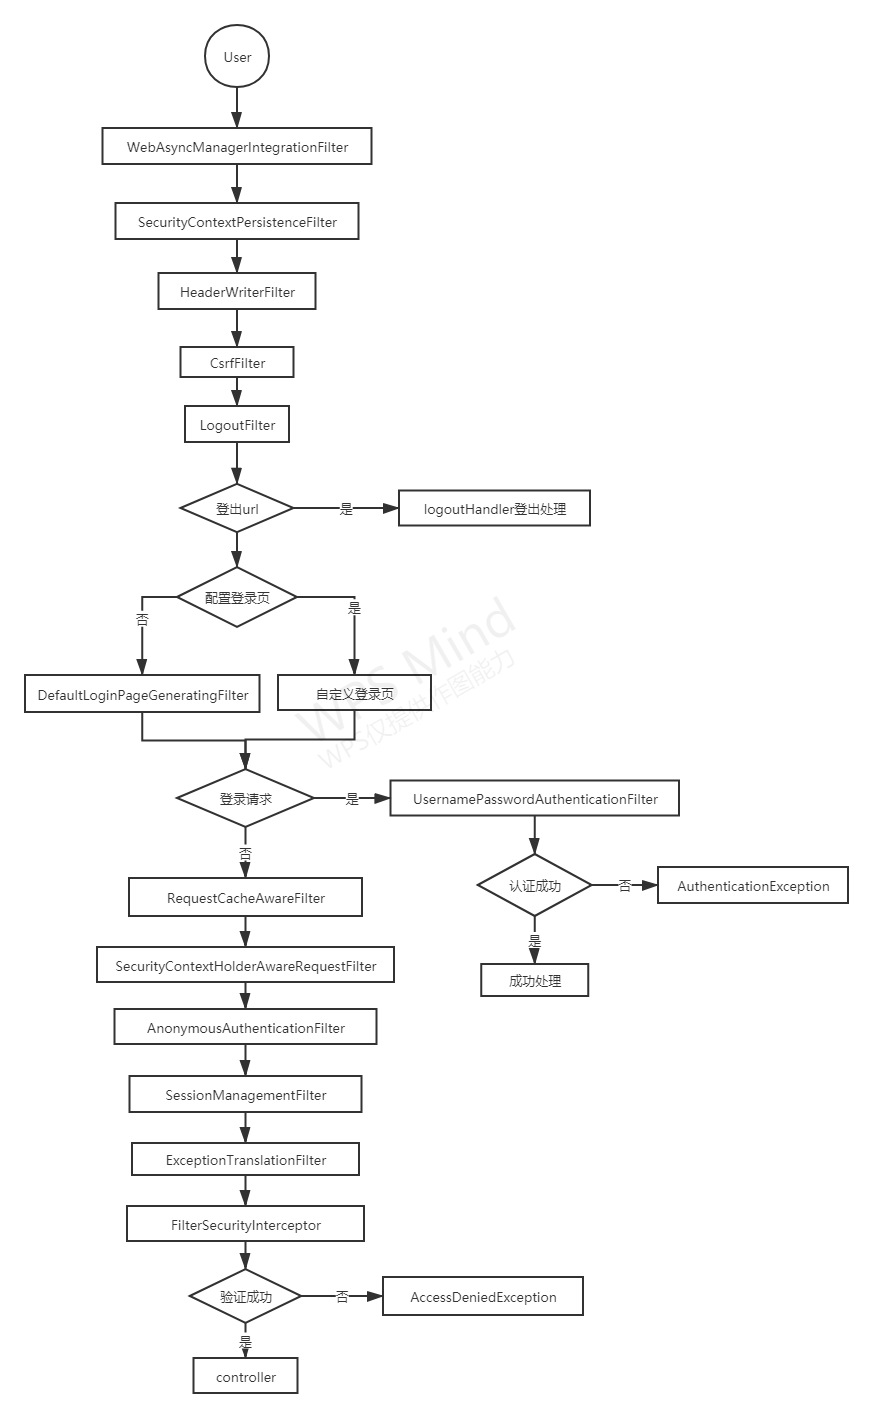 User
WebAsyncManagerIntegrationFilter
SecurityContextPersistenceFilter
HeaderWriterFilter
CsrfFilter
LogoutFilter
登出url
是
logoutHandler登出处理
配置登录页
否
是
DefaultLoginPageGeneratingFilter
自定义登录页
WPS Mind
WPS仅提供作图能力
登录请求
是
UsernamePasswordAuthenticationFilter
否
认证成功
否
AuthenticationException
RequestCacheAwareFilter
是
SecurityContextHolderAwareRequestFilter
成功处理
AnonymousAuthenticationFilter
SessionManagementFilter
ExceptionTranslationFilter
FilterSecurityInterceptor
验证成功
否
AccessDeniedException
是
controller